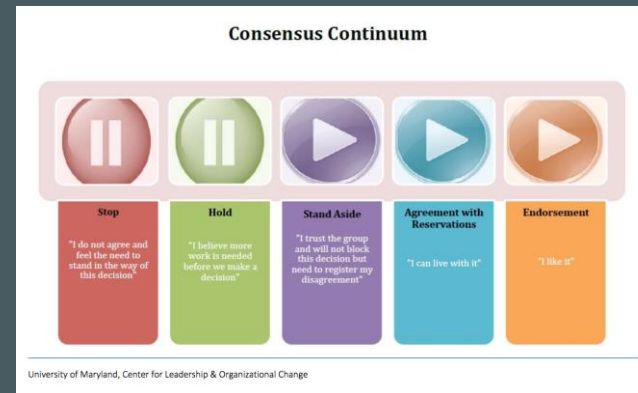 Consensus Continuum
Stop
"I do not agree and
feel the need to
stand in the way of
this decision"
Hold
"I believe more
work is needed
before we make a
decision"
Stand Aside
"I trust the group
and will not block
this decision but
need to register my
disagreement"
Agreement with
Reservations
"I can live with it"
Endorsement
"I like it"
University of Maryland, Center for Leadership & Organizational Change